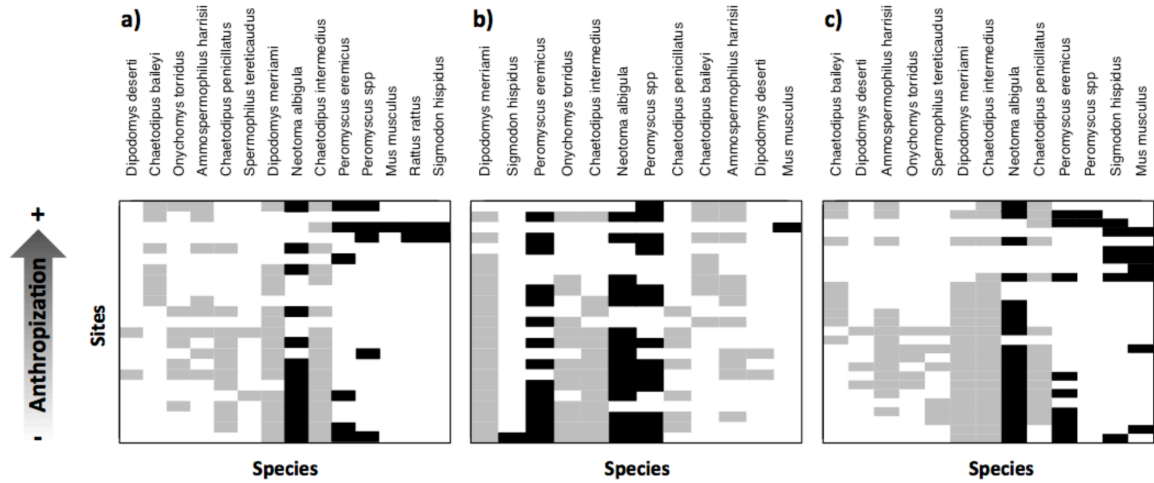 a)
Dipodomys deserti
Chaetodipus baileyi
Onychomys torridus
Ammospermophilus harrisii
Chaetodipus penicillatus
Spermophilus tereticaudus
Dipodomys merriami
Neotoma albigula
Chaetodipus intermedius
Peromyscus eremicus
Peromyscus spp
Mus musculus
Rattus rattus
Sigmodon hispidus
b)
Dipodomys merriami
Sigmodon hispidus
Peromyscus eremicus
Onychomys torridus
Chaetodipus intermedius
Neotoma albigula
Peromyscus spp
Chaetodipus penicillatus
Chaetodipus baileyi
Ammospermophilus harrisii
Dipodomys deserti
Mus musculus
c)
Chaetodipus baileyi
Dipodomys deserti
Ammospermophilus harrisii
Onychomys torridus
Spermophilus tereticaudus
Dipodomys merriami
Chaetodipus intermedius
Neotoma albigula
Chaetodipus penicillatus
Peromyscus eremicus
Peromyscus spp
Sigmodon hispidus
Mus musculus
+
Anthropization
-
Sites
Species
Species
Species